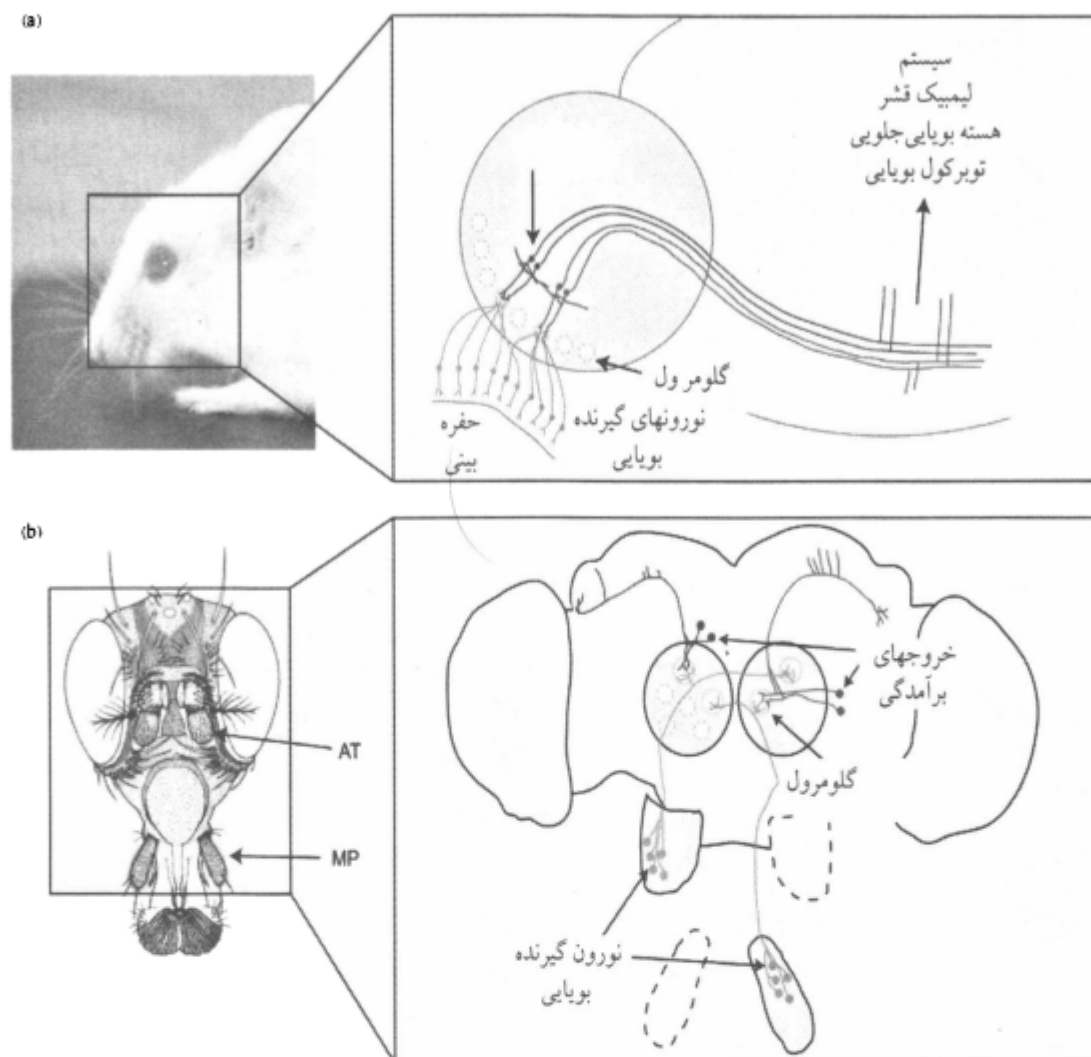 (a)
سیستم
لیمبیک قشر
هسته بویایی‌جلویی
توبرکول بویایی
گلومر ول
نورونهای گیرنده
بویایی
حفره
بینی
(b)
AT
MP
خروجهای
برآمدگی
گلومرول
نورون گیرنده
بویایی